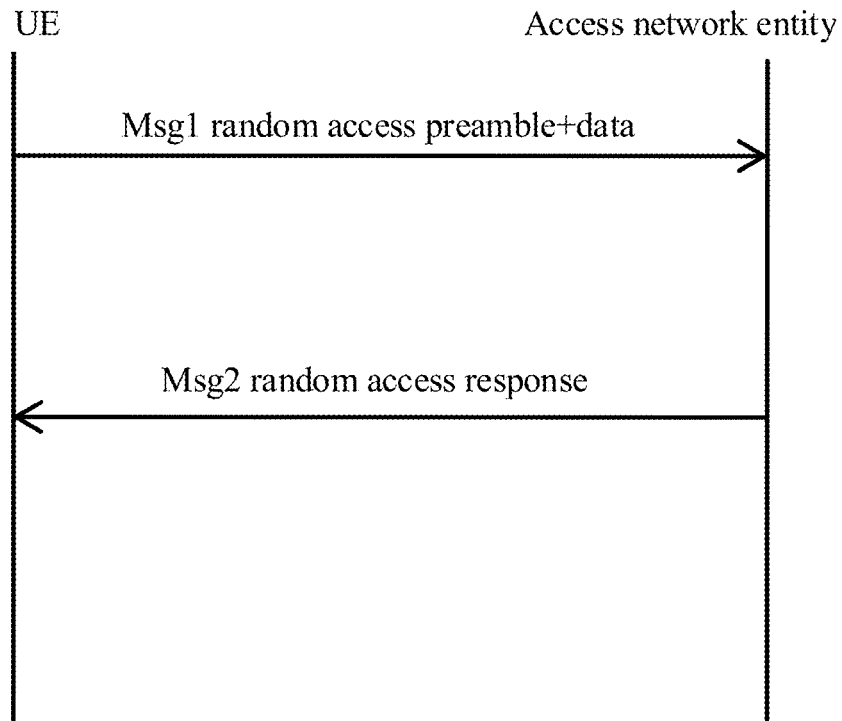 UE
Access network entity
Msg1 random access preamble+data
Msg2 random access response